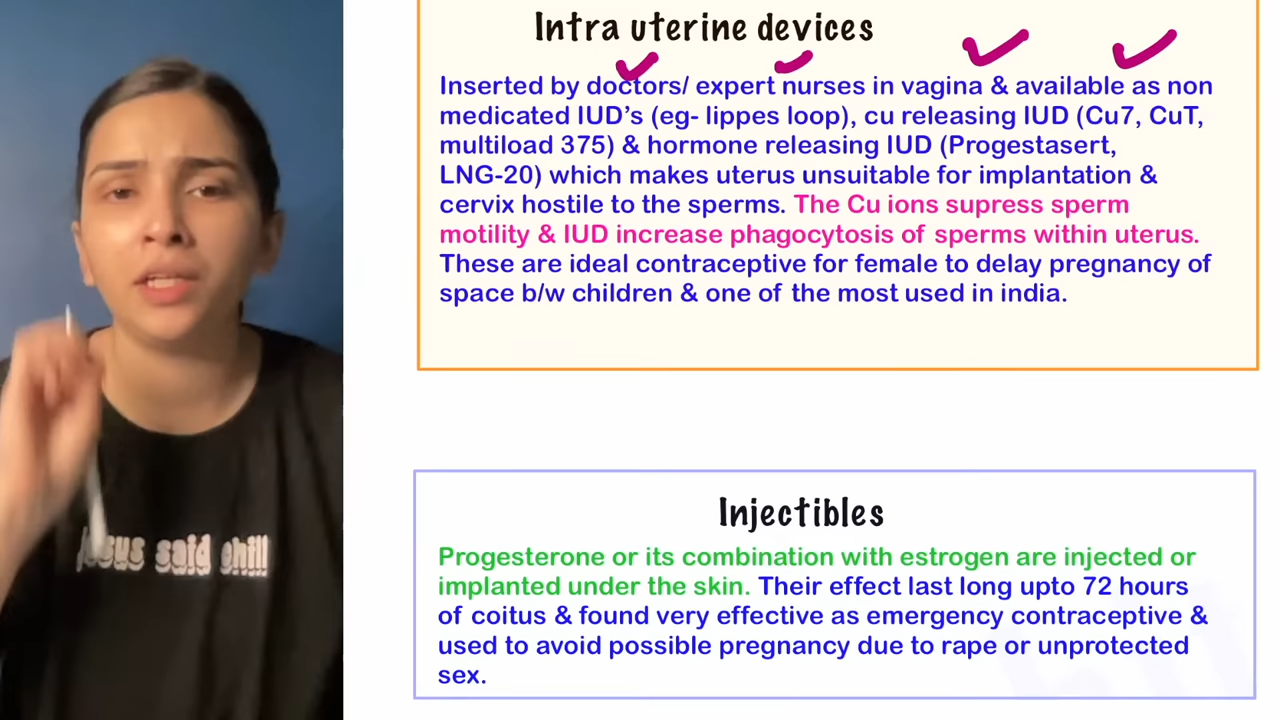 Intra uterine devices
Inserted by doctors/ expert nurses in vagina & available as non
medicated IUD's (eg- lippes loop), cu releasing IUD (Cu7, CuT,
multiload 375) & hormone releasing IUD (Progestasert,
LNG-20) which makes uterus unsuitable for implantation &
cervix hostile to the sperms. The Cu ions supress sperm
motility & IUD increase phagocytosis of sperms within uterus.
These are ideal contraceptive for female to delay pregnancy of
space b/w children & one of the most used in india.
Injectibles
Progesterone or its combination with estrogen are injected or
implanted under the skin. Their effect last long upto 72 hours
of coitus & found very effective as emergency contraceptive &
used to avoid possible pregnancy due to rape or unprotected
sex.
Jesus said chill